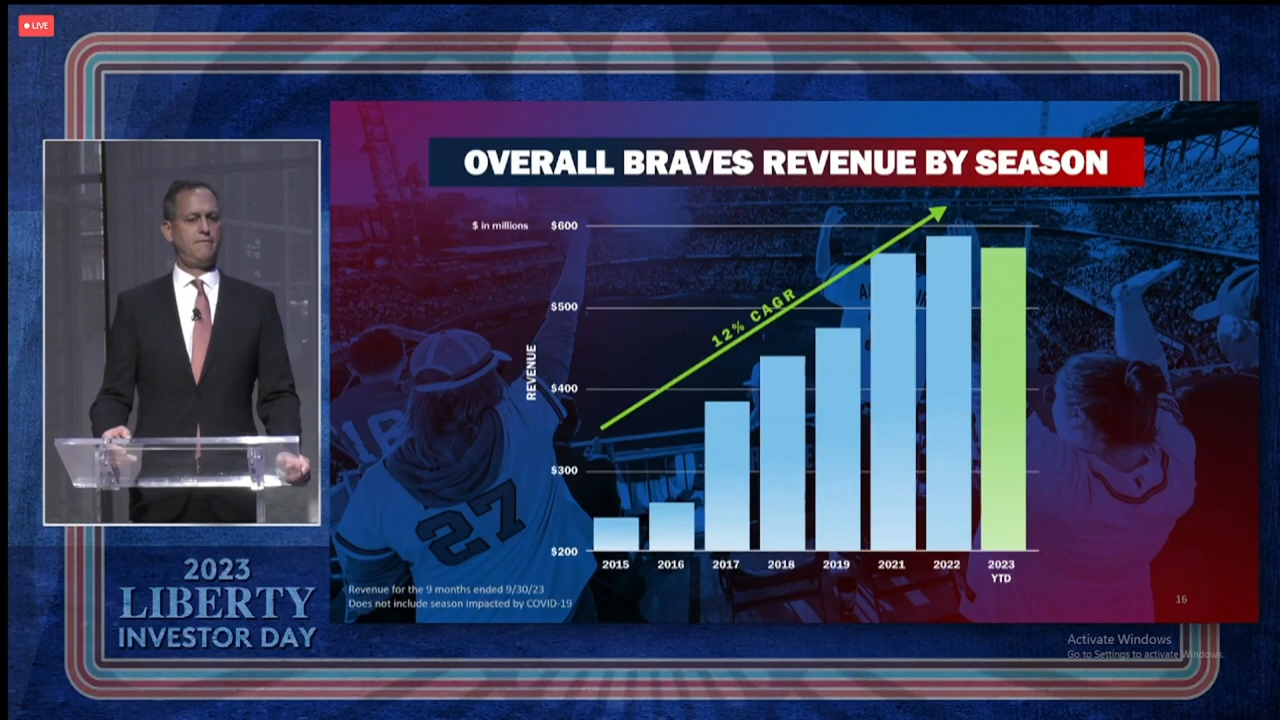 LIVE
OVERALL BRAVES REVENUE BY SEASON
$ in millions
$600
$500
$400
$300
$200
REVENUE
12% CAGR
27
2015 2016 2017 2018 2019 2021 2022 2023
YTD
Revenue for the 9 months ended 9/30/23
Does not include season impacted by COVID-19
16
2023
LIBERTY
INVESTOR DAY
Activate Windows
Go to Settings to activate Windows.